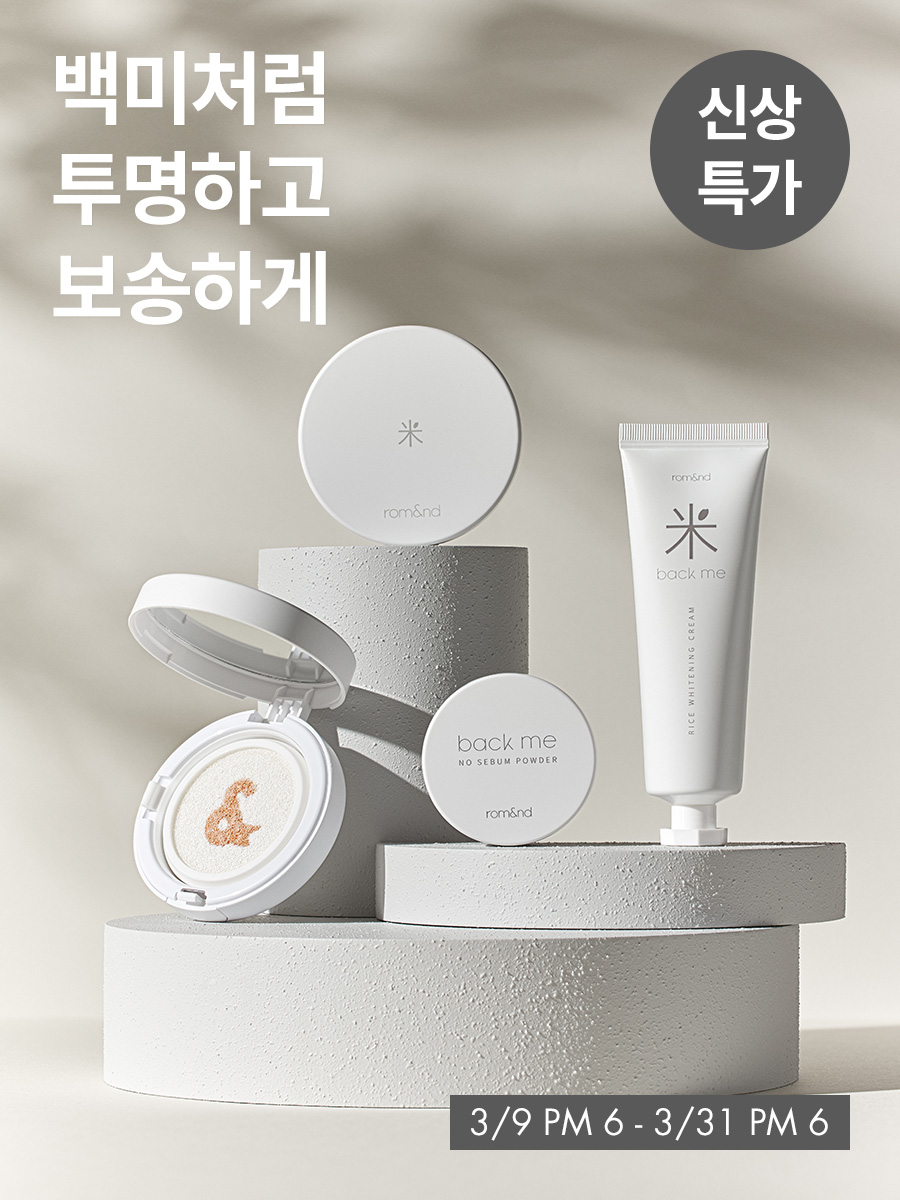 백미처럼
투명하고
보송하게
신상
특가
米
rom&nd
rom&nd
米
back me
RICE WHITENING CREAM
back me
NO SEBUM POWDER
rom&nd
3/9 PM 6 - 3/31 PM 6